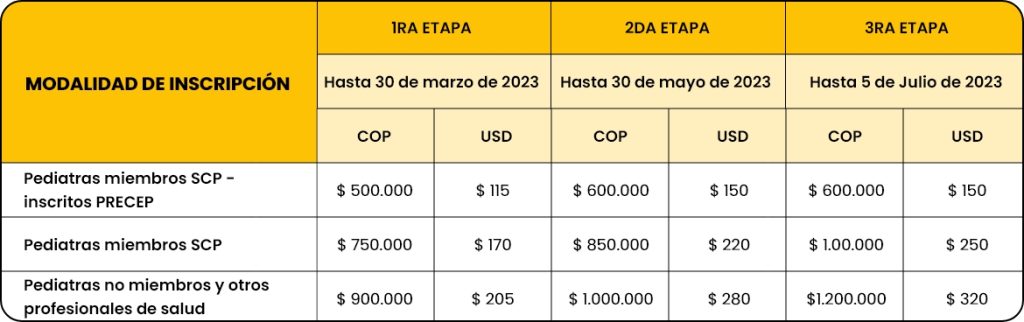 1RA ETAPA 2DA ETAPA 3RA ETAPA
MODALIDAD DE INSCRIPCIÓN Hasta 30 de marzo de 2023 Hasta 30 de mayo de 2023 Hasta 5 de Julio de 2023
COP USD COP USD COP USD
Pediatras miembros SCP -
inscritos PRECEP $ 500.000 $ 115 $ 600.000 $ 150 $ 600.000 $ 150
Pediatras miembros SCP $ 750.000 $ 170 $ 850.000 $ 220 $ 1.00.000 $ 250
Pediatras no miembros y otros
profesionales de salud $ 900.000 $ 205 $ 1.000.000 $ 280 $1.200.000 $ 320